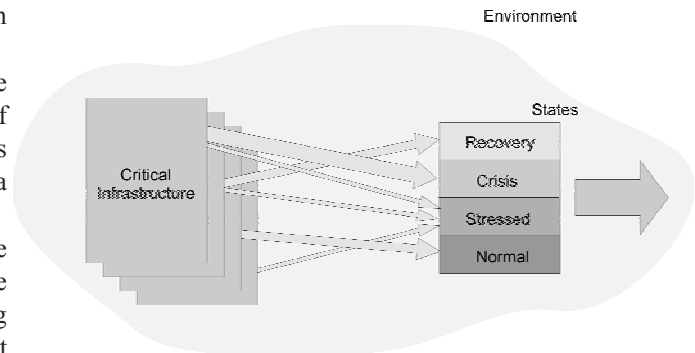 n
Environment
e
f
s
a
States
Recovery
Crisis
Stressed
Normal
Critical
Infrastructure
e
e
g
t